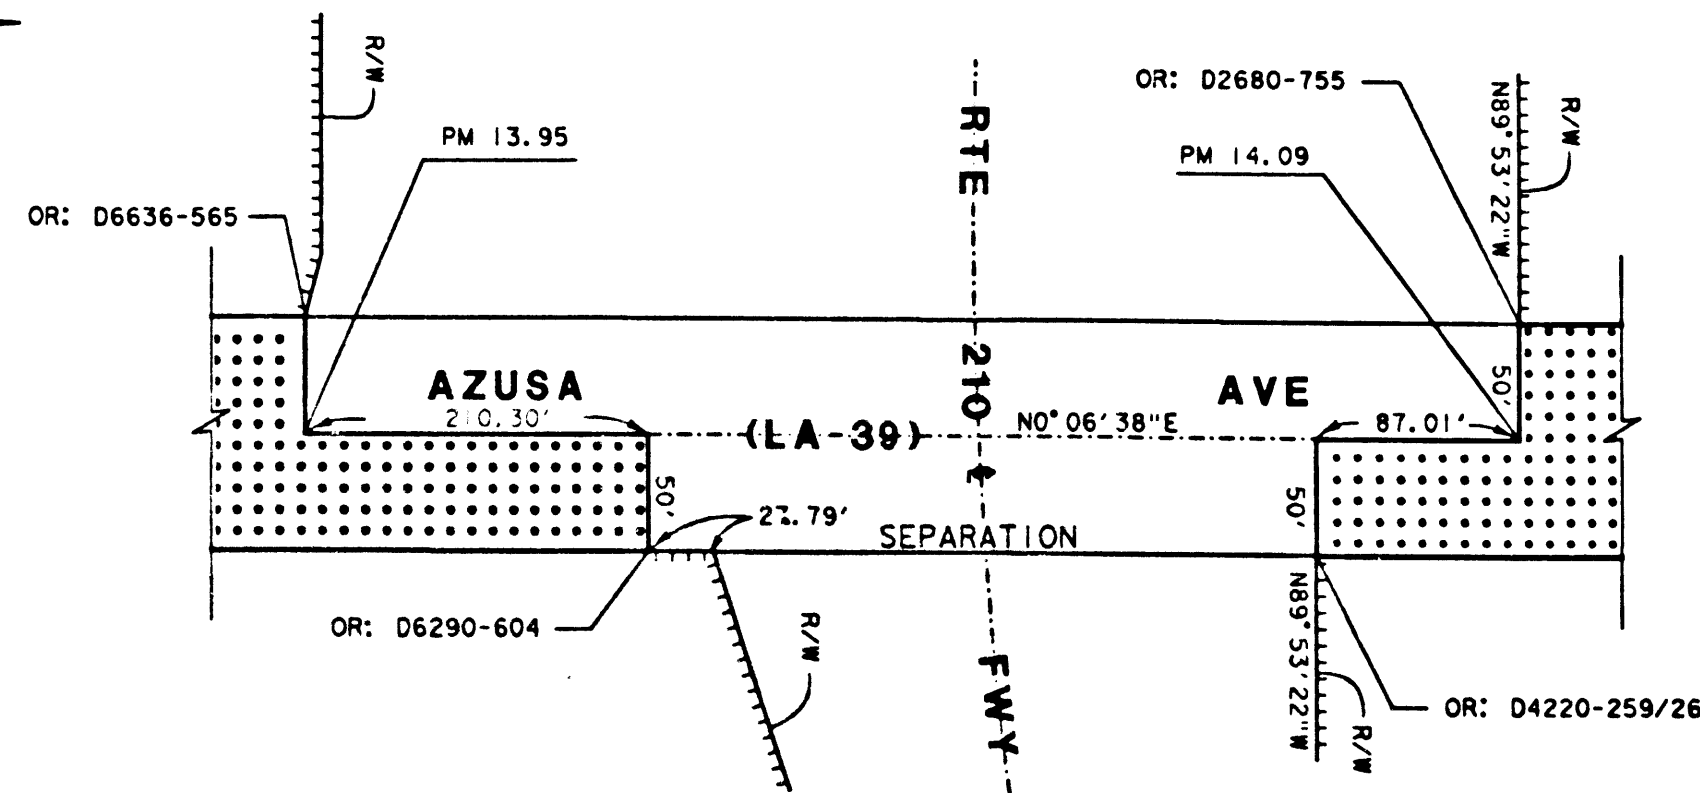 R/W
OR: D2680-755
PM 13.95
PM 14.09
N89° 53' 22"W
R/W
OR: D6636-565
RTE 210 FWY
AZUSA AVE
210.30'
(LA-39)
N0° 06' 38"E
87.01'
50'
50'
50'
SEPARATION
OR: D6290-604
R/W
N89° 53' 22"W
R/W
OR: D4220-259/26